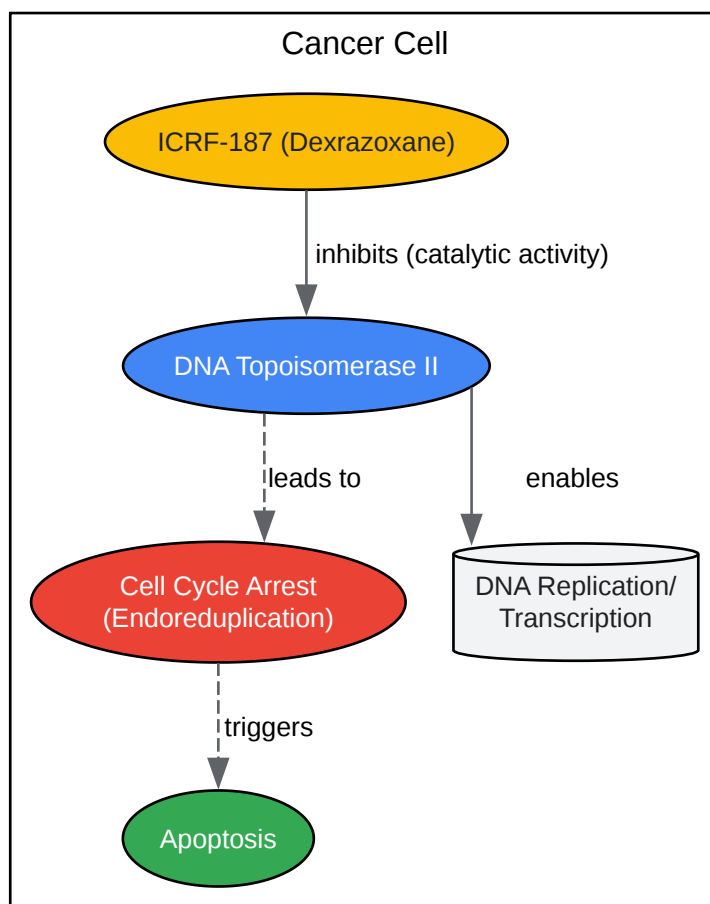 Cancer Cell
ICRF-187 (Dexrazoxane)
inhibits (catalytic activity)
DNA Topoisomerase II
leads to
enables
Cell Cycle Arrest
(Endoreduplication)
DNA Replication/
Transcription
triggers
Apoptosis